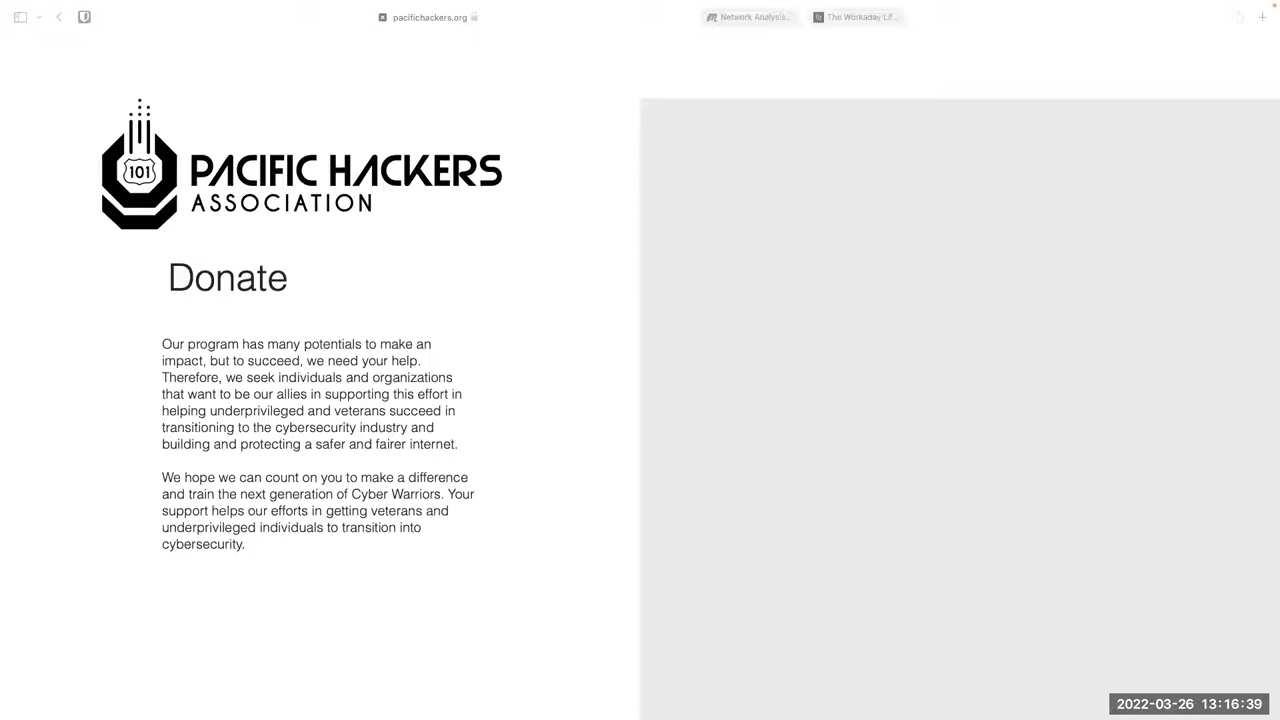 pacifichackers.org
Network Analysis...
The Workaday Lif...
101
PACIFIC HACKERS
ASSOCIATION
Donate
Our program has many potentials to make an
impact, but to succeed, we need your help.
Therefore, we seek individuals and organizations
that want to be our allies in supporting this effort in
helping underprivileged and veterans succeed in
transitioning to the cybersecurity industry and
building and protecting a safer and fairer internet.
We hope we can count on you to make a difference
and train the next generation of Cyber Warriors. Your
support helps our efforts in getting veterans and
underprivileged individuals to transition into
cybersecurity.
2022-03-26 13:16:39